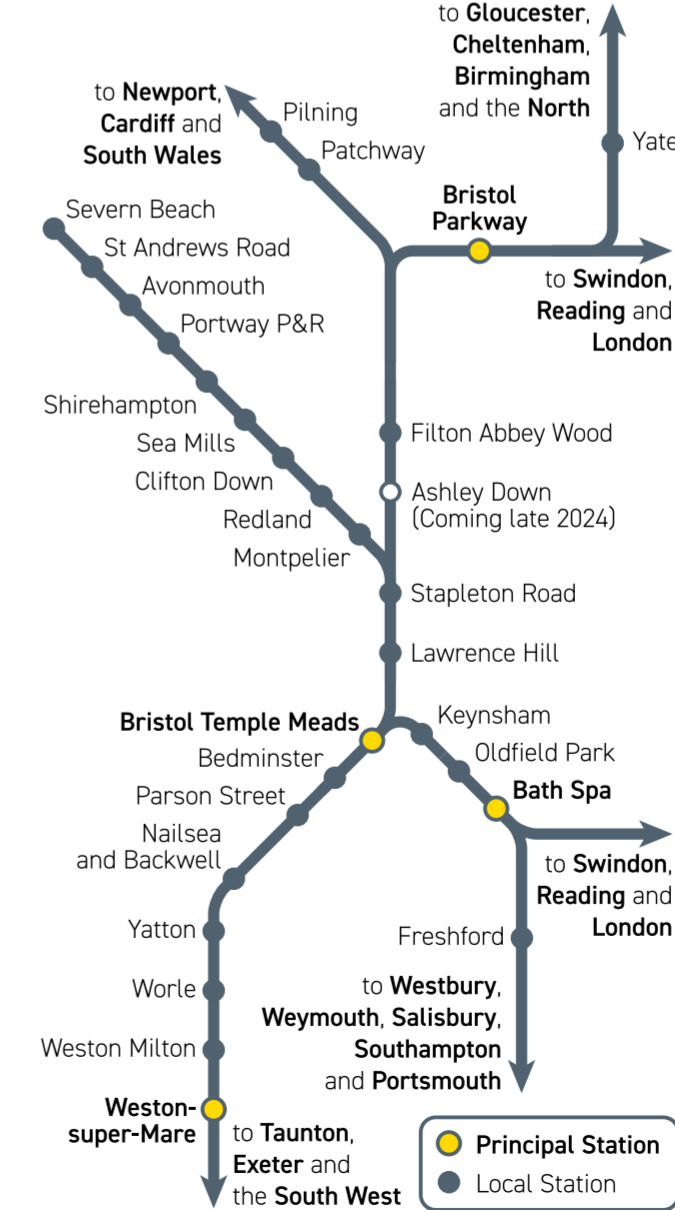 to Gloucester,
Cheltenham,
Birmingham
and the North
to Newport,
Cardiff and
South Wales
Pilning
Patchway
Yate
Bristol
Parkway
to Swindon,
Reading and
London
Severn Beach
St Andrews Road
Avonmouth
Portway P&R
Shirehampton
Sea Mills
Clifton Down
Redland
Montpelier
Filton Abbey Wood
Ashley Down
(Coming late 2024)
Stapleton Road
Lawrence Hill
Bristol Temple Meads
Bedminster
Parson Street
Nailsea
and Backwell
Yatton
Worle
Weston Milton
Weston-
super-Mare
to Taunton,
Exeter and
the South West
Keynsham
Oldfield Park
Bath Spa
to Swindon,
Reading and
London
Freshford
to Westbury,
Weymouth, Salisbury,
Southampton
and Portsmouth
Principal Station
Local Station